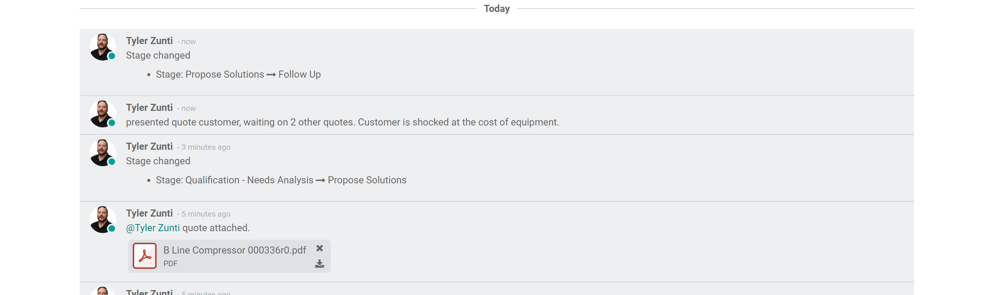 Today
Tyler Zunti - now
Stage changed
• Stage: Propose Solutions → Follow Up
Tyler Zunti - now
presented quote customer, waiting on 2 other quotes. Customer is shocked at the cost of equipment.
Tyler Zunti - 3 minutes ago
Stage changed
• Stage: Qualification - Needs Analysis → Propose Solutions
Tyler Zunti - 5 minutes ago
@Tyler Zunti quote attached.
B Line Compressor 000336r0.pdf
PDF
Tyler Zunti - 5 minutes ago